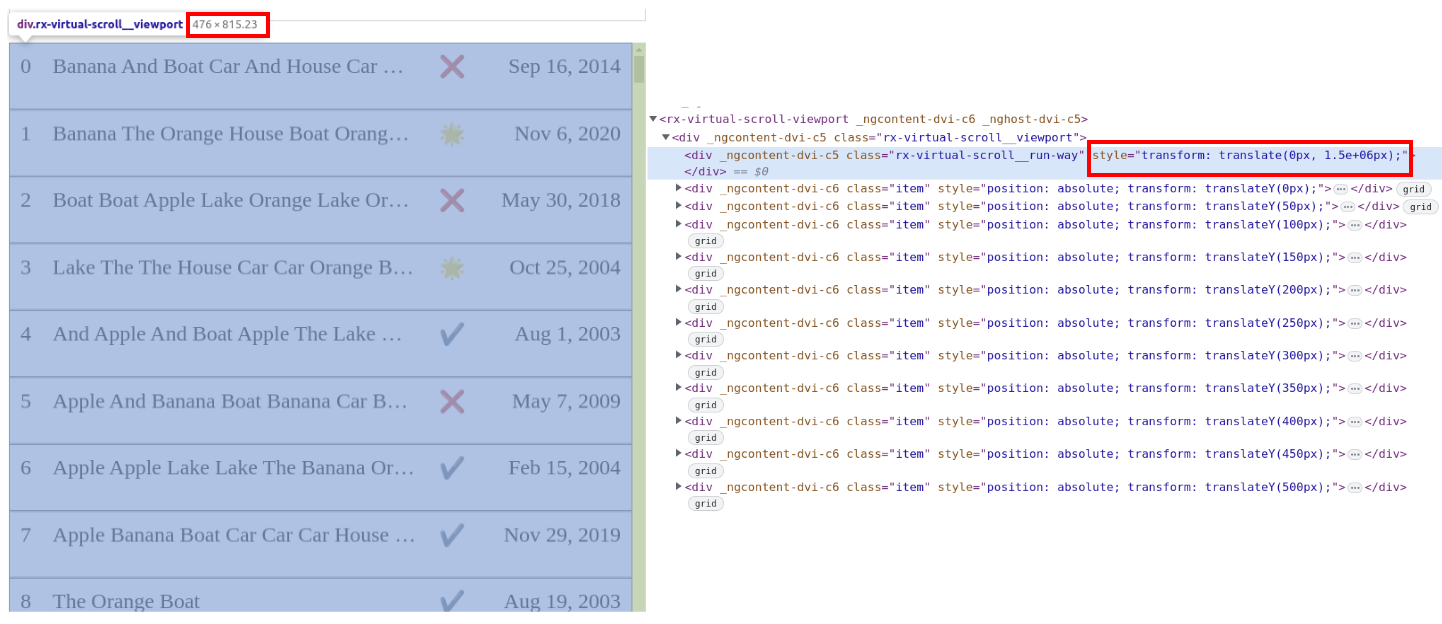 div.rx-virtual-scroll__viewport 476 × 815.23
0 Banana And Boat Car And House Car … ❌ Sep 16, 2014
1 Banana The Orange House Boat Orang… Nov 6, 2020
2 Boat Boat Apple Lake Orange Lake Or… ❌ May 30, 2018
3 Lake The The House Car Car Orange B… Oct 25, 2004
4 And Apple And Boat Apple The Lake … ✔ Aug 1, 2003
5 Apple And Banana Boat Banana Car B… ❌ May 7, 2009
6 Apple Apple Lake Lake The Banana Or… ✔ Feb 15, 2004
7 Apple Banana Boat Car Car Car House … ✔ Nov 29, 2019
8 The Orange Boat ✔ Aug 19, 2003
▼<rx-virtual-scroll-viewport _ngcontent-dvi-c6 _nghost-dvi-c5>
▼<div _ngcontent-dvi-c5 class="rx-virtual-scroll__viewport">
<div _ngcontent-dvi-c5 class="rx-virtual-scroll__run-way" style="transform: translate(0px, 1.5e+06px);">
</div> == $0
▶<div _ngcontent-dvi-c6 class="item" style="position: absolute; transform: translateY(0px);">…</div> grid
▶<div _ngcontent-dvi-c6 class="item" style="position: absolute; transform: translateY(50px);">…</div> grid
▶<div _ngcontent-dvi-c6 class="item" style="position: absolute; transform: translateY(100px);">…</div>
grid
▶<div _ngcontent-dvi-c6 class="item" style="position: absolute; transform: translateY(150px);">…</div>
grid
▶<div _ngcontent-dvi-c6 class="item" style="position: absolute; transform: translateY(200px);">…</div>
grid
▶<div _ngcontent-dvi-c6 class="item" style="position: absolute; transform: translateY(250px);">…</div>
grid
▶<div _ngcontent-dvi-c6 class="item" style="position: absolute; transform: translateY(300px);">…</div>
grid
▶<div _ngcontent-dvi-c6 class="item" style="position: absolute; transform: translateY(350px);">…</div>
grid
▶<div _ngcontent-dvi-c6 class="item" style="position: absolute; transform: translateY(400px);">…</div>
grid
▶<div _ngcontent-dvi-c6 class="item" style="position: absolute; transform: translateY(450px);">…</div>
grid
▶<div _ngcontent-dvi-c6 class="item" style="position: absolute; transform: translateY(500px);">…</div>
grid